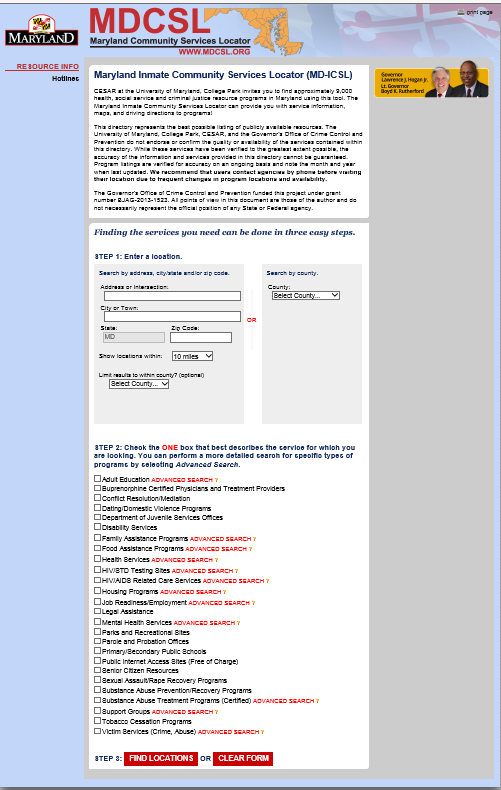 MARYLAND
MDCSL
Maryland Community Services Locator
WWW.MDCSL.ORG
print page
RESOURCE INFO
Hotlines
Governor
Lawrence J. Hogan Jr.
Lt. Governor
Boyd K. Rutherford
Maryland Inmate Community Services Locator (MD-ICSL)
CESAR at the University of Maryland, College Park invites you to find approximately 9,000
health, social service and criminal justice resource programs in Maryland using this tool. The
Maryland Inmate Community Services Locator can provide you with service information,
maps, and driving directions to programs!
This directory represents the best possible listing of publicly available resources. The
University of Maryland, College Park, CESAR, and the Governor's Office of Crime Control and
Prevention do not endorse or confirm the quality or availability of the services contained within
this directory. While these services have been verified to the greatest extent possible, the
accuracy of the information and services provided in this directory cannot be guaranteed.
Program listings are verified for accuracy on an ongoing basis and note the month and year
when last updated. We recommend that users contact agencies by phone before visiting
their location due to frequent changes in program locations and availability.
The Governor's Office of Crime Control and Prevention funded this project under grant
number BJAG-2013-1523. All points of view in this document are those of the author and do
not necessarily represent the official position of any State or Federal agency.
Finding the services you need can be done in three easy steps.
STEP 1: Enter a location.
Search by address, city/state and/or zip code.
Address or Intersection:
City or Town:
State:
Zip Code:
MD
Show locations within: 10 miles
Limit results to within county? (optional)
Select County...
OR
Search by county.
County:
Select County...
STEP 2: Check the ONE box that best describes the service for which you
are looking. You can perform a more detailed search for specific types of
programs by selecting Advanced Search.
Adult Education ADVANCED SEARCH ?
Buprenorphine Certified Physicians and Treatment Providers
Conflict Resolution/Mediation
Dating/Domestic Violence Programs
Department of Juvenile Services Offices
Disability Services
Family Assistance Programs ADVANCED SEARCH ?
Food Assistance Programs ADVANCED SEARCH ?
Health Services ADVANCED SEARCH ?
HIV/STD Testing Sites ADVANCED SEARCH ?
HIV/AIDS Related Care Services ADVANCED SEARCH ?
Housing Programs ADVANCED SEARCH ?
Job Readiness/Employment ADVANCED SEARCH ?
Legal Assistance
Mental Health Services ADVANCED SEARCH ?
Parks and Recreational Sites
Parole and Probation Offices
Primary/Secondary Public Schools
Public Internet Access Sites (Free of Charge)
Senior Citizen Resources
Sexual Assault/Rape Recovery Programs
Substance Abuse Prevention/Recovery Programs
Substance Abuse Treatment Programs (Certified) ADVANCED SEARCH ?
Support Groups ADVANCED SEARCH ?
Tobacco Cessation Programs
Victim Services (Crime, Abuse) ADVANCED SEARCH ?
STEP 3: FIND LOCATIONS OR CLEAR FORM